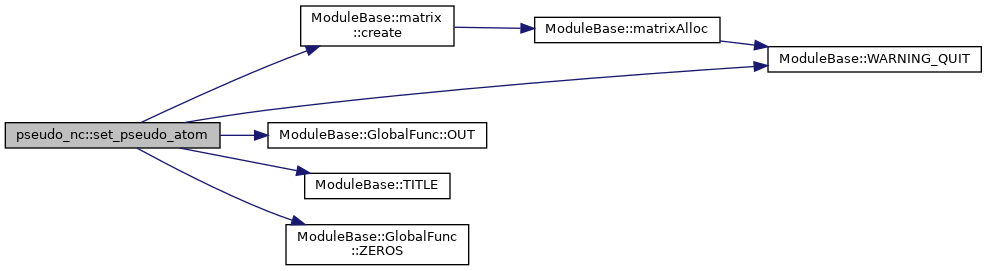 ModuleBase::matrix
::create
ModuleBase::matrixAlloc
ModuleBase::WARNING_QUIT
pseudo_nc::set_pseudo_atom
ModuleBase::GlobalFunc::OUT
ModuleBase::TITLE
ModuleBase::GlobalFunc
::ZEROS